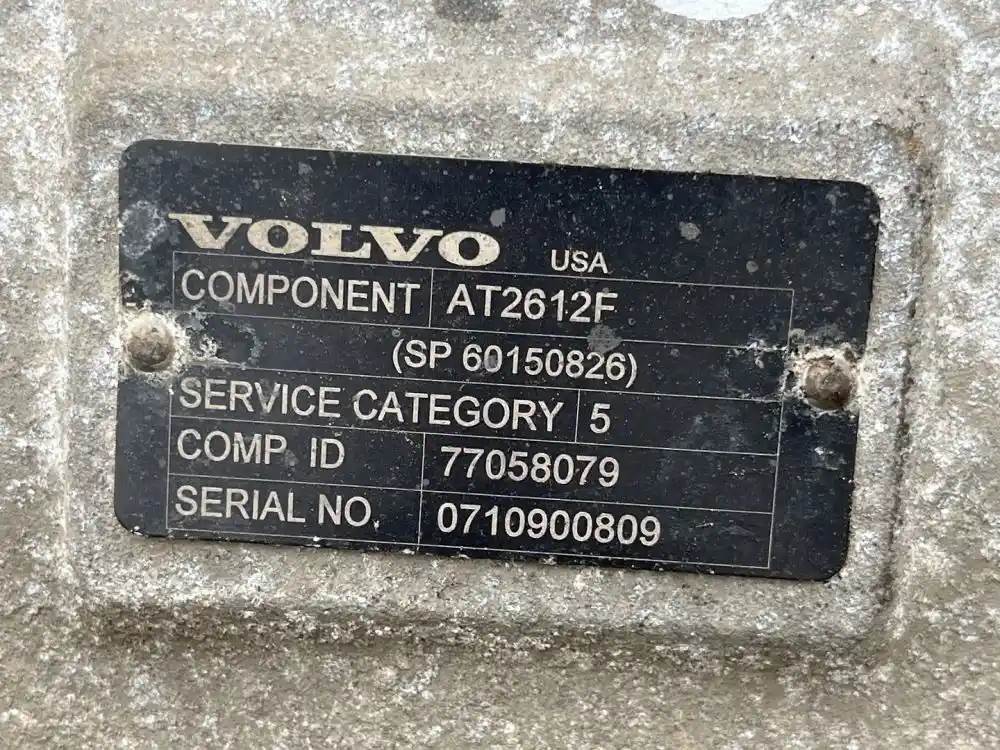 VOLVO USA
COMPONENT AT2612F
(SP 60150826)
SERVICE CATEGORY 5
COMP ID 77058079
SERIAL NO. 0710900809